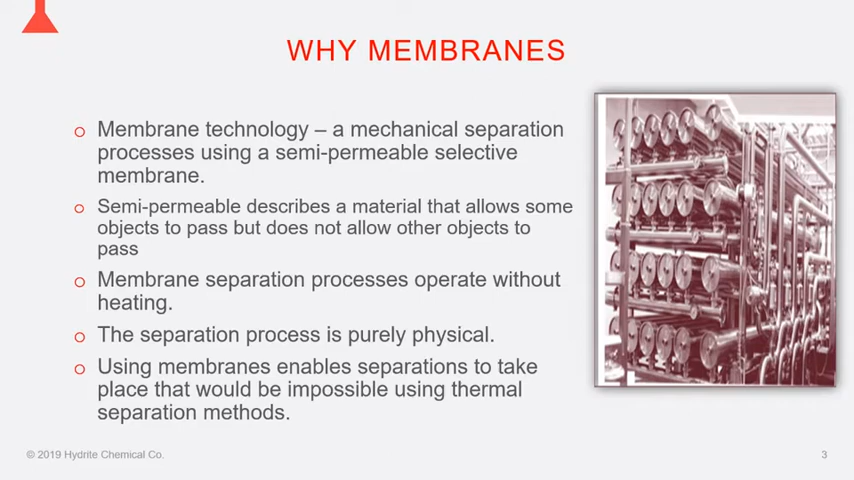 WHY MEMBRANES
Membrane technology – a mechanical separation
processes using a semi-permeable selective
membrane.
Semi-permeable describes a material that allows some
objects to pass but does not allow other objects to
pass
Membrane separation processes operate without
heating.
The separation process is purely physical.
Using membranes enables separations to take
place that would be impossible using thermal
separation methods.
© 2019 Hydrite Chemical Co.
3